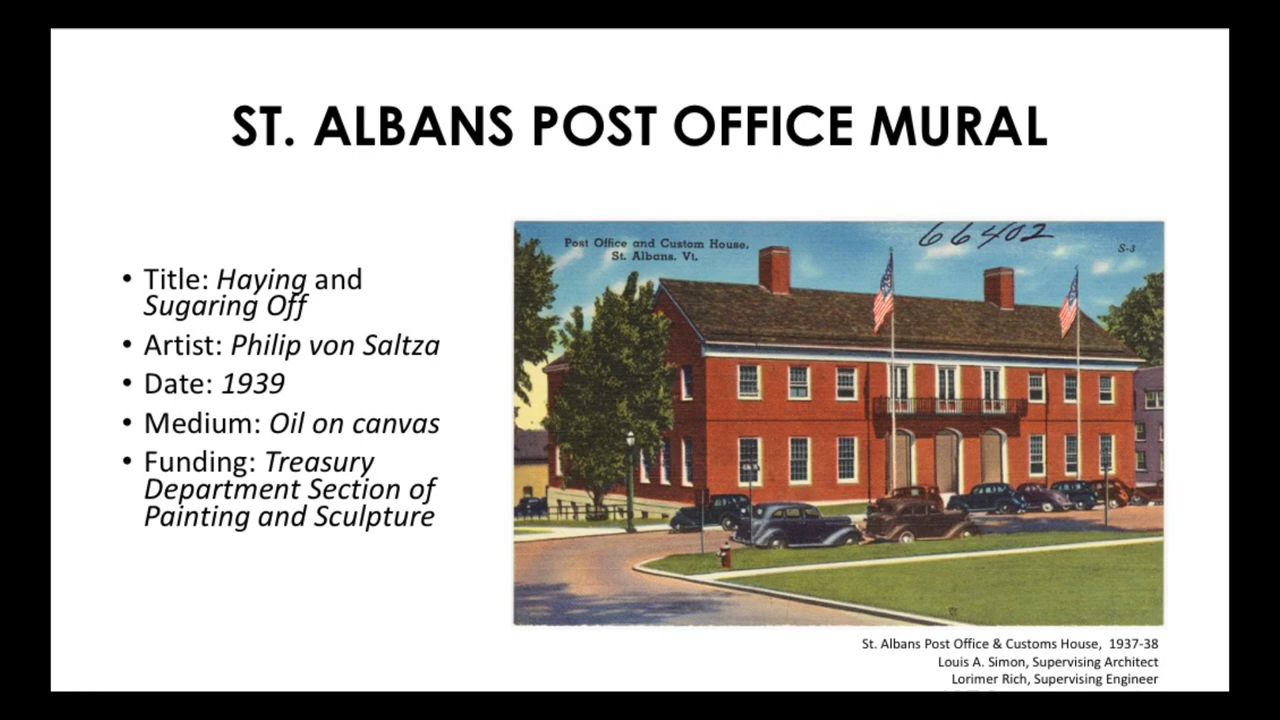 ST. ALBANS POST OFFICE MURAL
• Title: Haying and
Sugaring Off
• Artist: Philip von Saltza
• Date: 1939
• Medium: Oil on canvas
• Funding: Treasury
Department Section of
Painting and Sculpture
Post Office and Custom House,
St. Albans. Vt.
66402
S-3
St. Albans Post Office & Customs House, 1937-38
Louis A. Simon, Supervising Architect
Lorimer Rich, Supervising Engineer